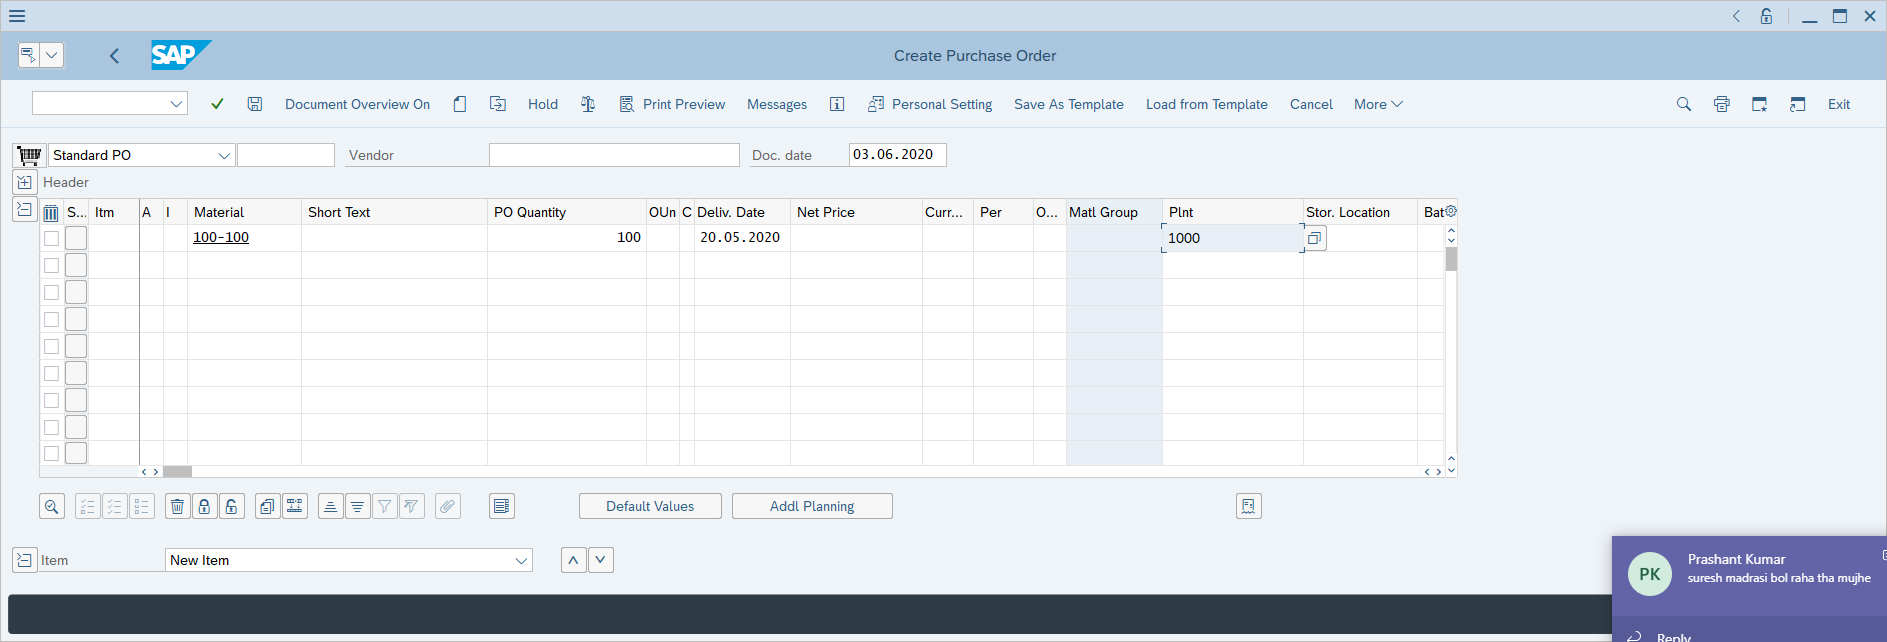 SAP
Create Purchase Order
Document Overview On Hold Print Preview Messages Personal Setting Save As Template Load from Template Cancel More Exit
Standard PO Vendor Doc. date 03.06.2020
Header
S... Itm A I Material Short Text PO Quantity OUn C Deliv. Date Net Price Curr... Per O... Matl Group Plnt Stor. Location Bat
100-100 100 20.05.2020 1000
Default Values Addl Planning
Item New Item
PK Prashant Kumar
suresh madrasi bol raha tha mujhe
Reply